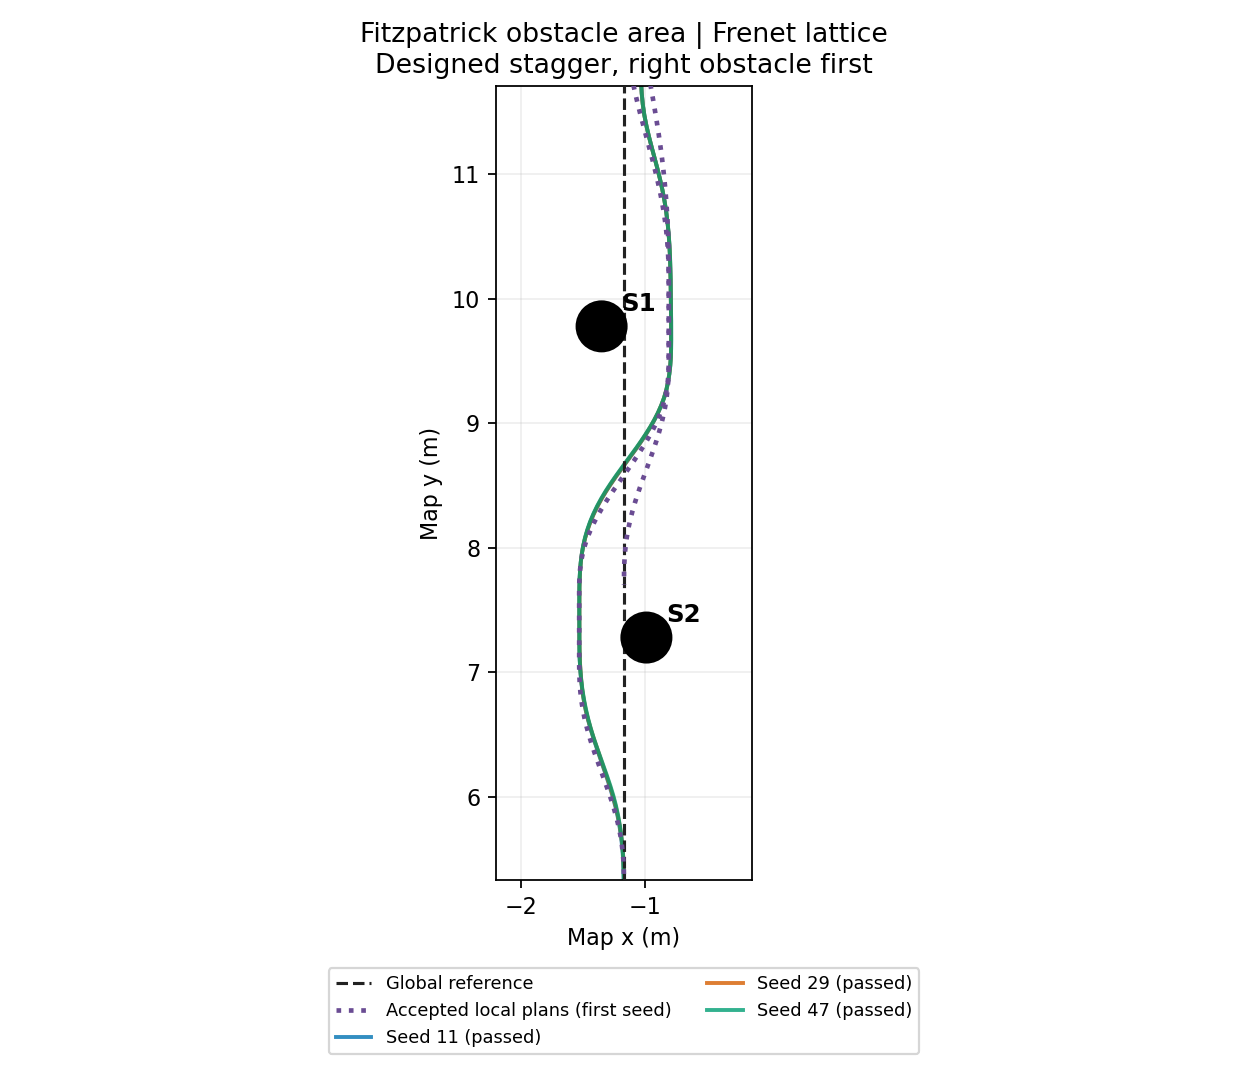 Fitzpatrick obstacle area | Frenet lattice
Designed stagger, right obstacle first
11
10
9
8
7
6
S1
S2
Map y (m)
−2
−1
Map x (m)
Global reference
Accepted local plans (first seed)
Seed 11 (passed)
Seed 29 (passed)
Seed 47 (passed)